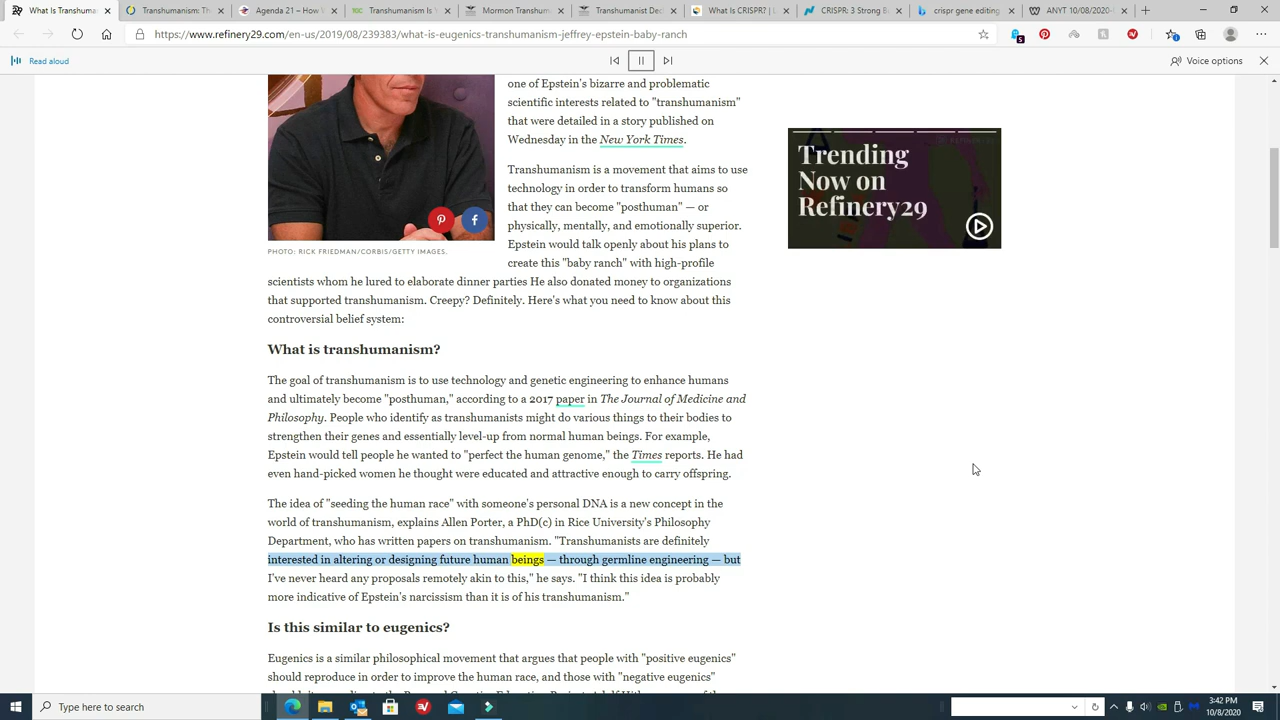 What is Transhuma
Transhumanism: Th
Agenda 21 – How
TGC
Transhumanism Is
Mormon Transhum
Transhumanist Dec
What is CRISPR? | L
CRISPR: 3 Strong B
crispr gene editing
ANYT 10/08/2020-
https://www.refinery29.com/en-us/2019/08/239383/what-is-eugenics-transhumanism-jeffrey-epstein-baby-ranch
Read aloud
Voice options
one of Epstein's bizarre and problematic
scientific interests related to "transhumanism"
that were detailed in a story published on
Wednesday in the New York Times.
Transhumanism is a movement that aims to use
technology in order to transform humans so
that they can become "posthuman" — or
physically, mentally, and emotionally superior.
Epstein would talk openly about his plans to
create this "baby ranch" with high-profile
PHOTO: RICK FRIEDMAN/CORBIS/GETTY IMAGES.
scientists whom he lured to elaborate dinner parties He also donated money to organizations
that supported transhumanism. Creepy? Definitely. Here's what you need to know about this
controversial belief system:
What is transhumanism?
The goal of transhumanism is to use technology and genetic engineering to enhance humans
and ultimately become "posthuman," according to a 2017 paper in The Journal of Medicine and
Philosophy. People who identify as transhumanists might do various things to their bodies to
strengthen their genes and essentially level-up from normal human beings. For example,
Epstein would tell people he wanted to "perfect the human genome," the Times reports. He had
even hand-picked women he thought were educated and attractive enough to carry offspring.
The idea of "seeding the human race" with someone's personal DNA is a new concept in the
world of transhumanism, explains Allen Porter, a PhD(c) in Rice University's Philosophy
Department, who has written papers on transhumanism. "Transhumanists are definitely
interested in altering or designing future human beings — through germline engineering — but
I've never heard any proposals remotely akin to this," he says. "I think this idea is probably
more indicative of Epstein's narcissism than it is of his transhumanism."
Is this similar to eugenics?
Eugenics is a similar philosophical movement that argues that people with "positive eugenics"
should reproduce in order to improve the human race, and those with "negative eugenics"
Trending
Now on
Refinery29
Type here to search
3:42 PM
10/8/2020